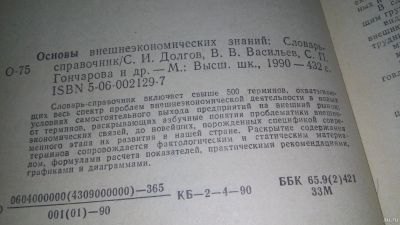 Основы внешнеэкономических знаний: Словарь-
О-75 справочник/С. И. Долгов, В. В. Васильев, С. П.
Гончарова и др. — М.: Высш. шк., 1990 — 432 с.
ISBN 5-06-002129-7
Словарь-справочник включает свыше 500 терминов, охватываю-
щих весь спектр проблем внешнеэкономической деятельности в новых
условиях самостоятельного выхода предприятий на внешний рынок:
от терминов, раскрывающих азбучные понятия проблематики внешне-
экономических связей, до новейших, порожденных спецификой совре-
менного этапа их развития в нашей стране. Раскрытие содержания
терминов сопровождается фактологическим и статическим материа-
лом, формулами расчета показателей, практическими рекомендациями,
графиками и диаграммами.
0604000000(4309000000)—365
001(01)—90
КБ—2—4—90
ББК 65.9(2)421
33М